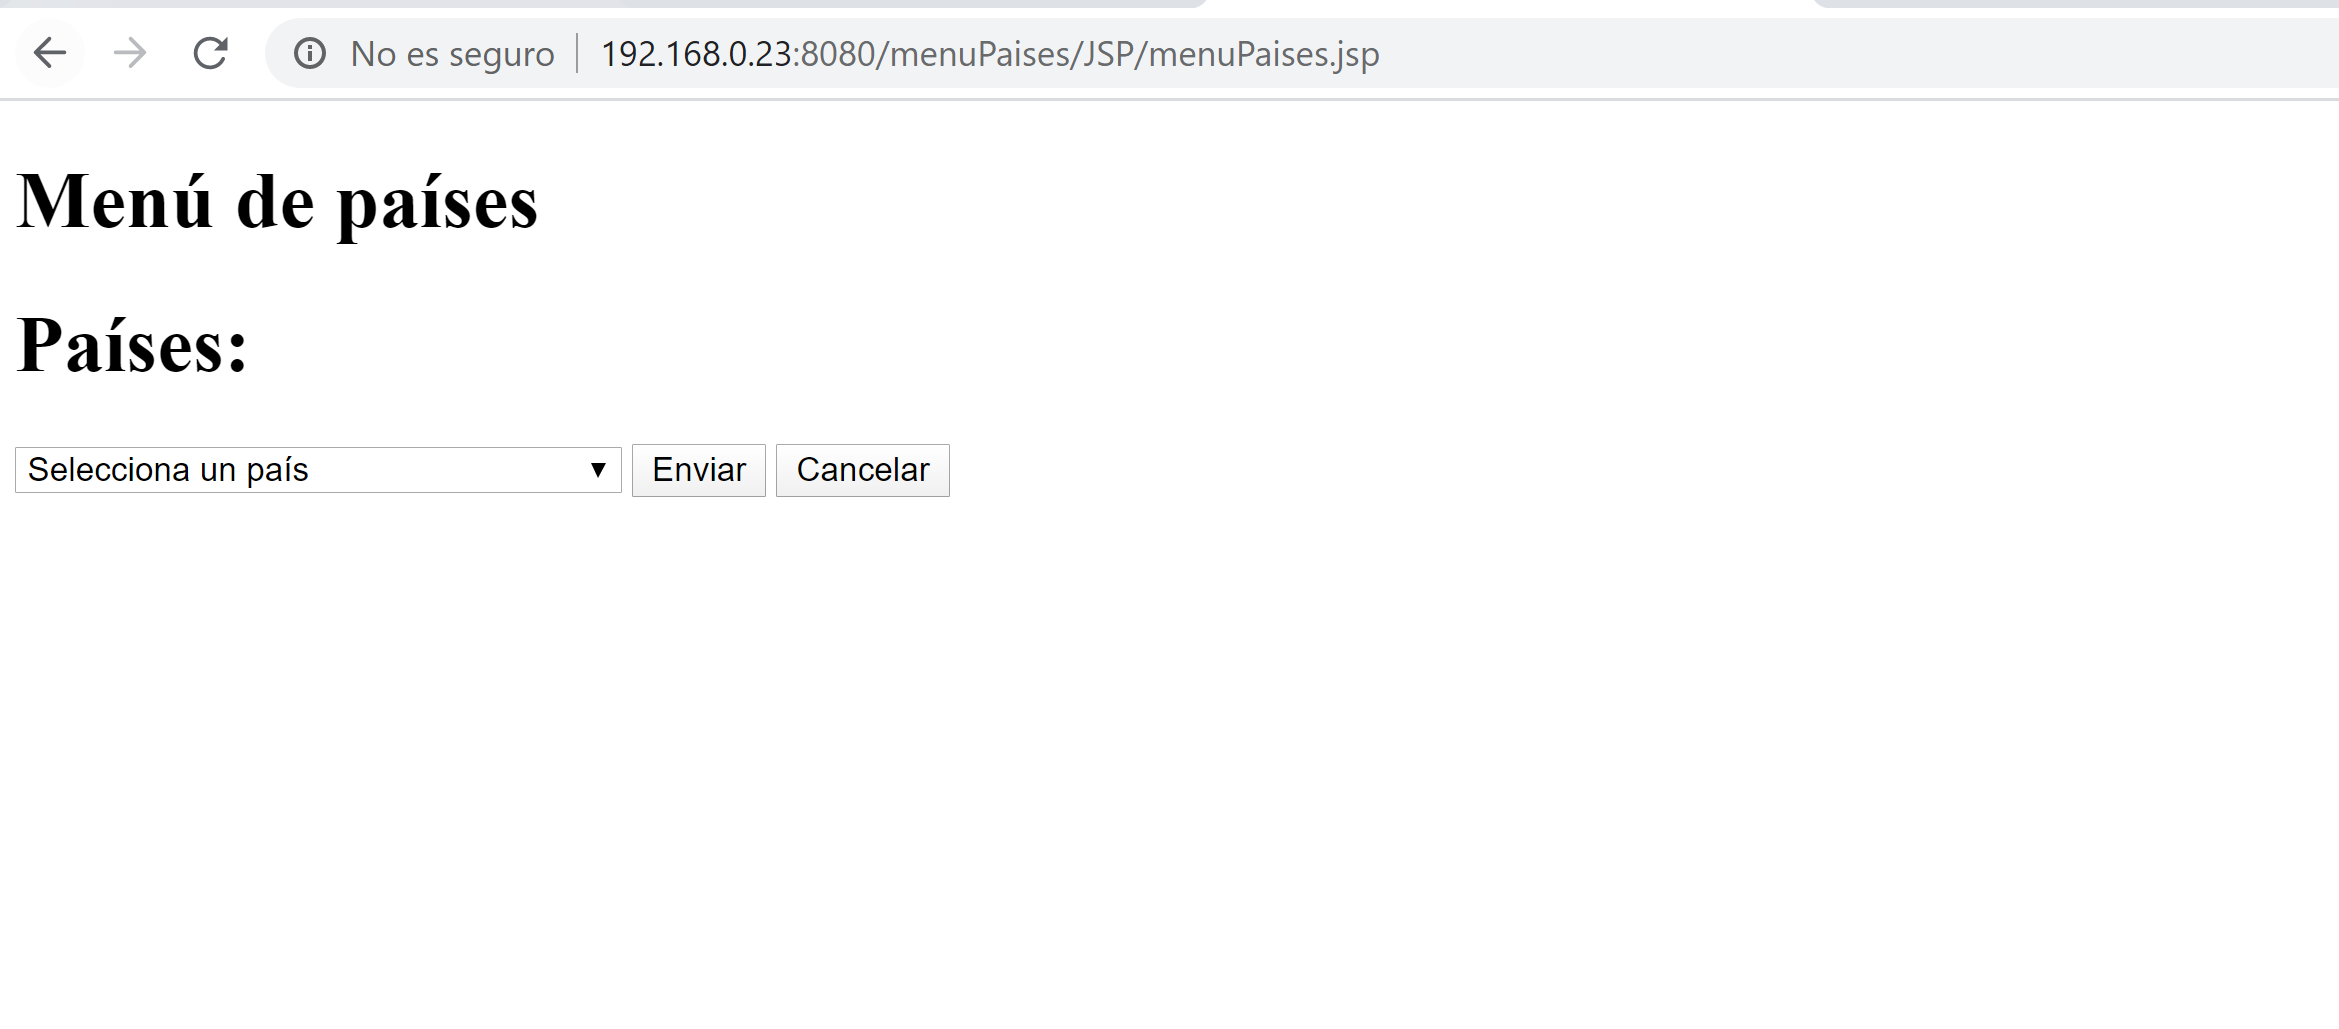 No es seguro 192.168.0.23:8080/menuPaises/JSP/menuPaises.jsp
Menú de países
Países:
Selecciona un país Enviar Cancelar